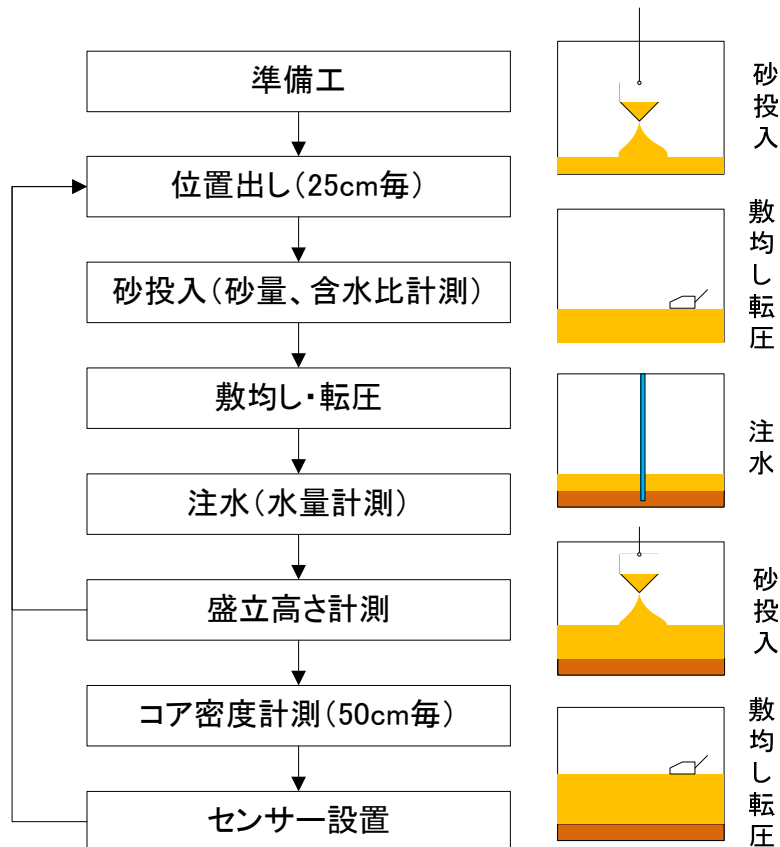 準備工
位置出し（25cm毎）
砂投入（砂量、含水比計測）
敷均し・転圧
注水（水量計測）
盛立高さ計測
コア密度計測（50cm毎）
センサー設置
砂投入
敷均し転圧
注水
砂投入
敷均し転圧